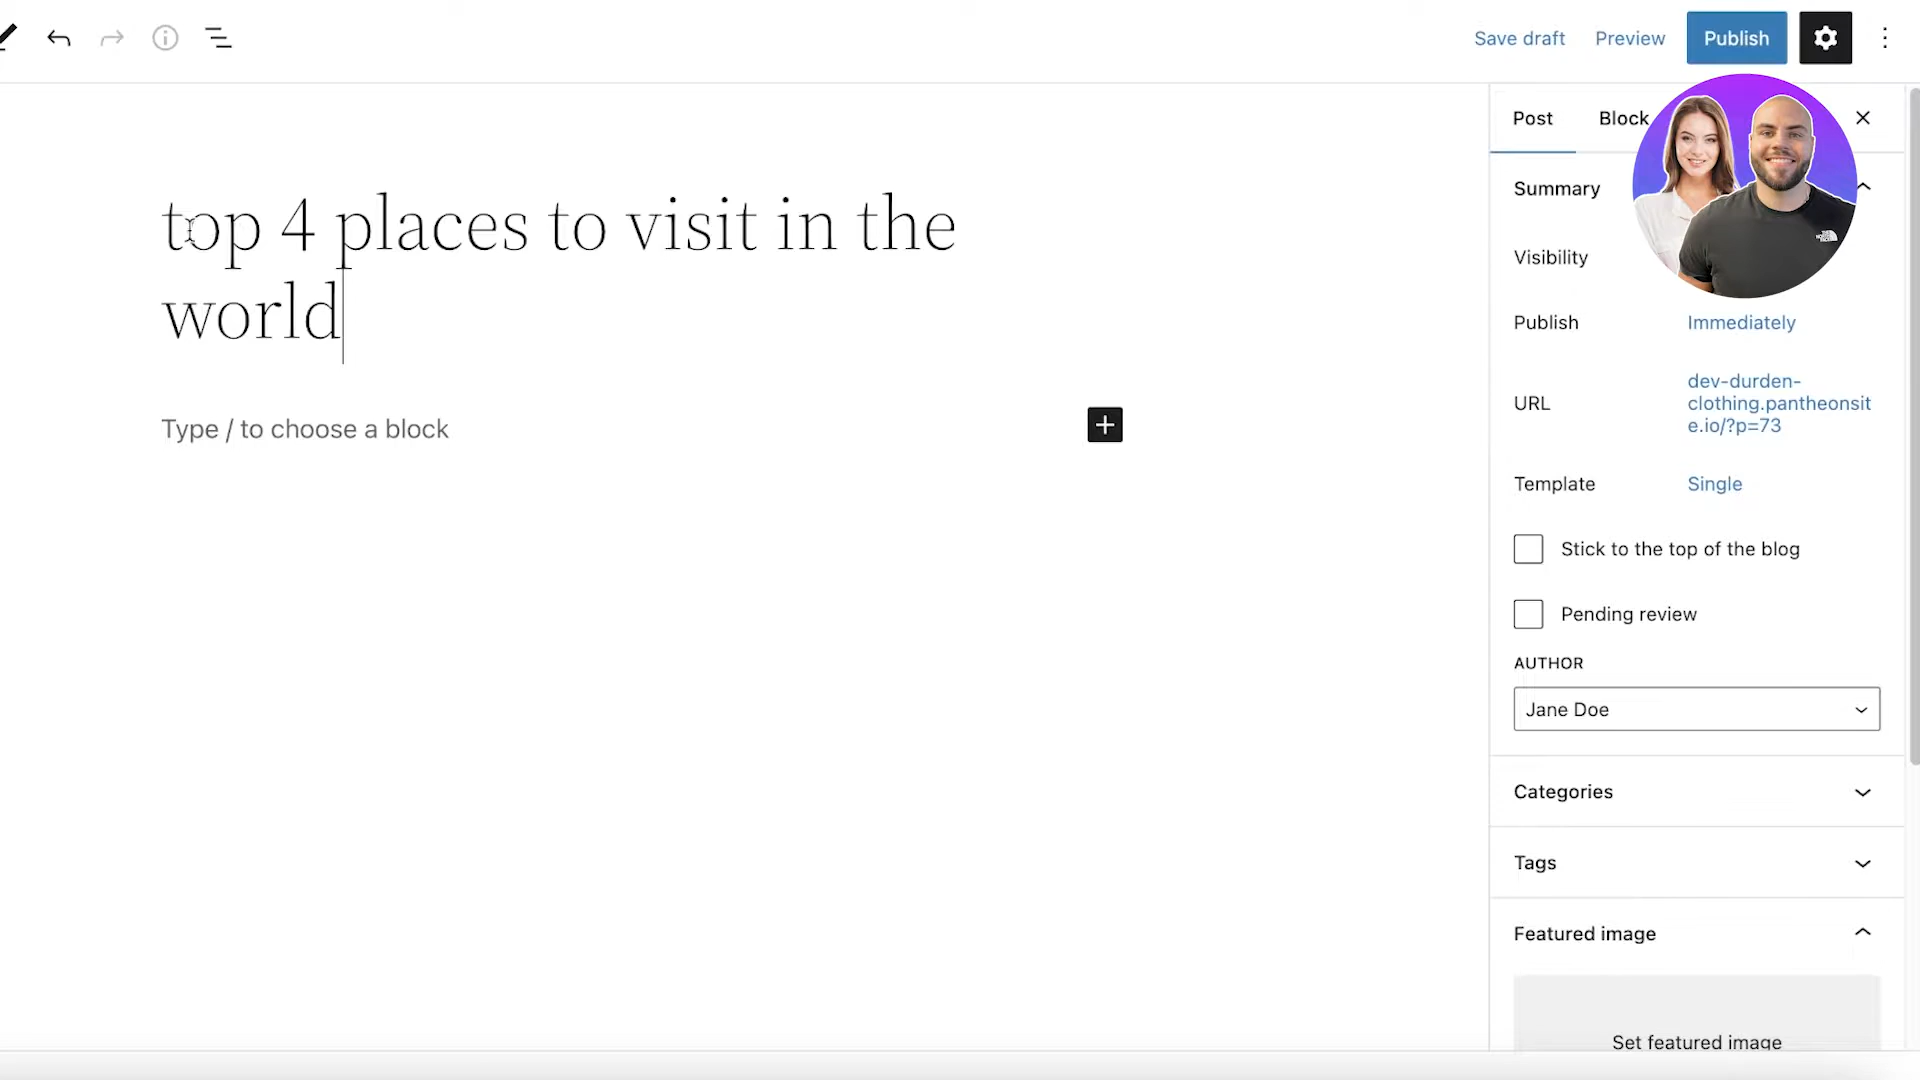 Save draft
Preview
Publish
Post
Block
Summary
top 4 places to visit in the
world
Visibility
Publish
Immediately
Type / to choose a block
URL
dev-durden-
clothing.pantheonsit
e.io/?p=73
Template
Single
Stick to the top of the blog
Pending review
AUTHOR
Jane Doe
Categories
Tags
Featured image
Set featured image